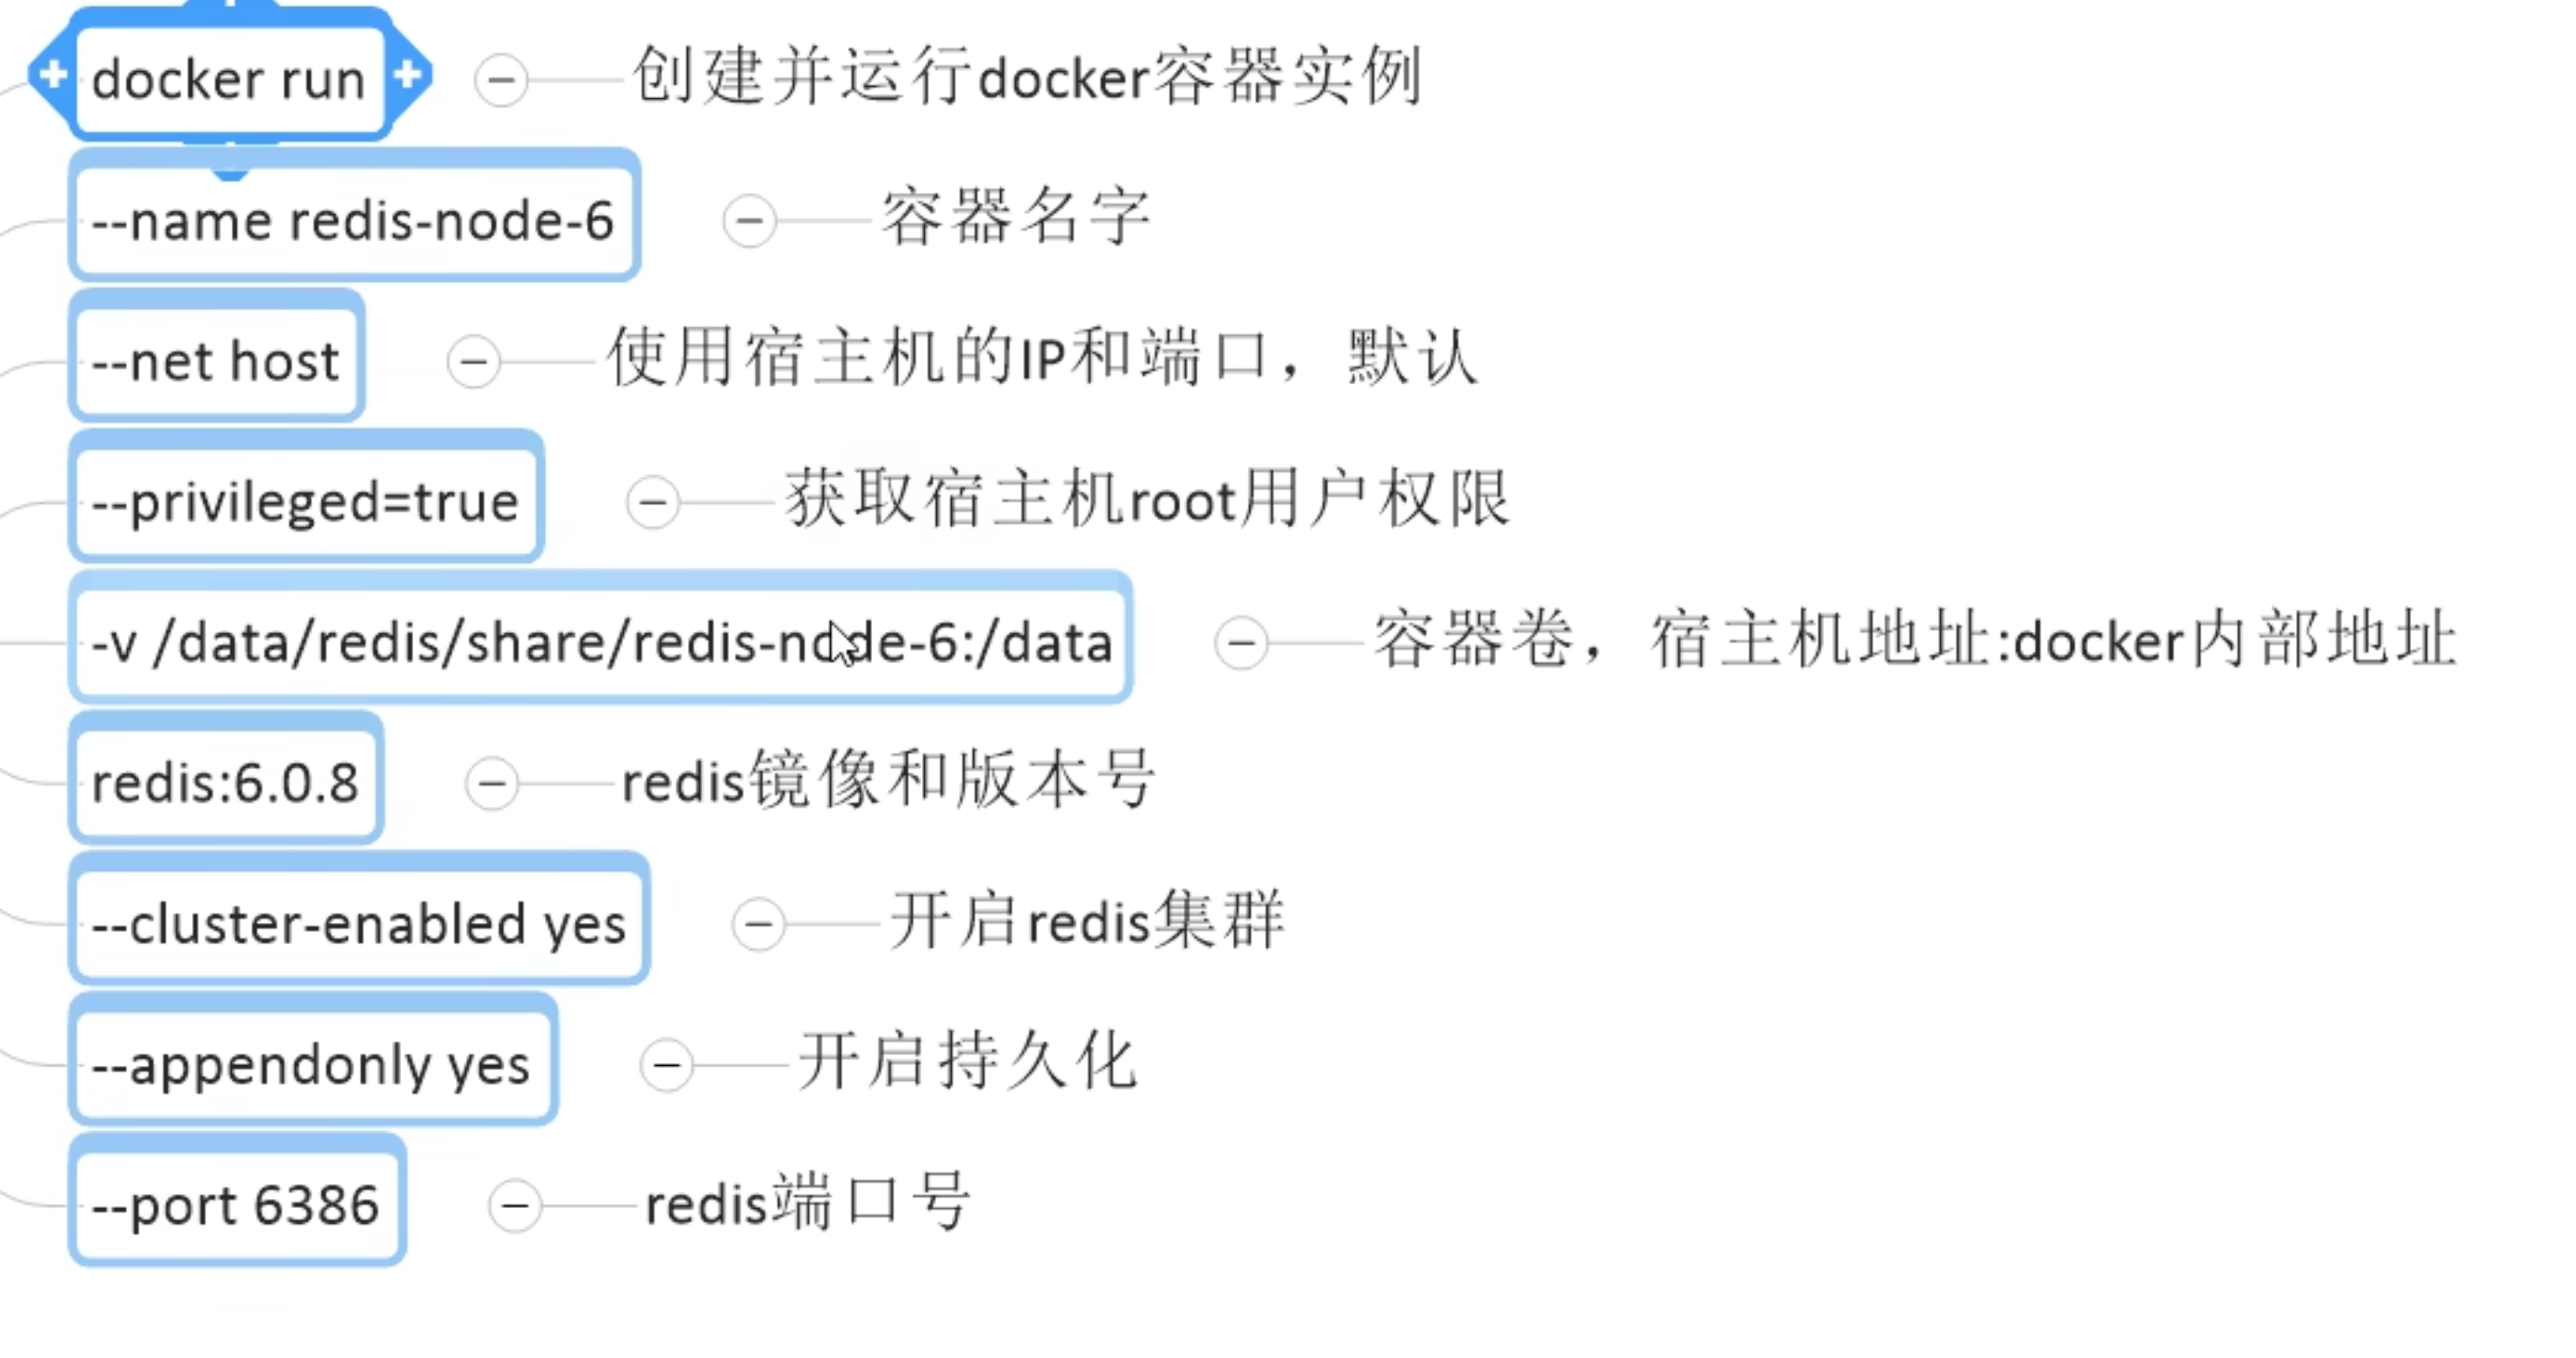 docker run 创建并运行docker容器实例
--name redis-node-6 容器名字
--net host 使用宿主机的IP和端口，默认
--privileged=true 获取宿主机root用户权限
-v /data/redis/share/redis-node-6:/data 容器卷，宿主机地址:docker内部地址
redis:6.0.8 redis镜像和版本号
--cluster-enabled yes 开启redis集群
--appendonly yes 开启持久化
--port 6386 redis端口号